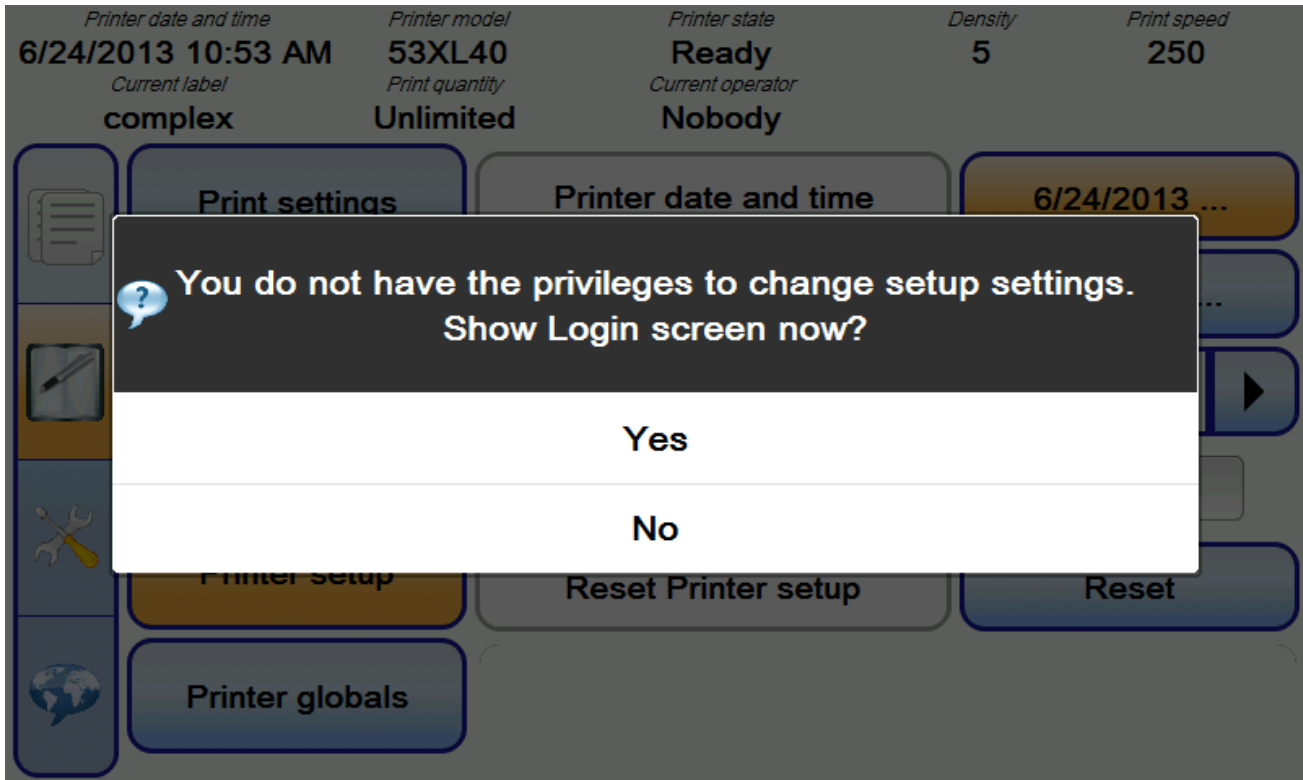 Printer date and time Printer model Printer state Density Print speed
6/24/2013 10:53 AM 53XL40 Ready 5 250
Current label Print quantity Current operator
complex Unlimited Nobody
Print settings Printer date and time 6/24/2013 ...
You do not have the privileges to change setup settings.
Show Login screen now?
...
Yes
No
Printer setup Reset Printer setup Reset
Printer globals